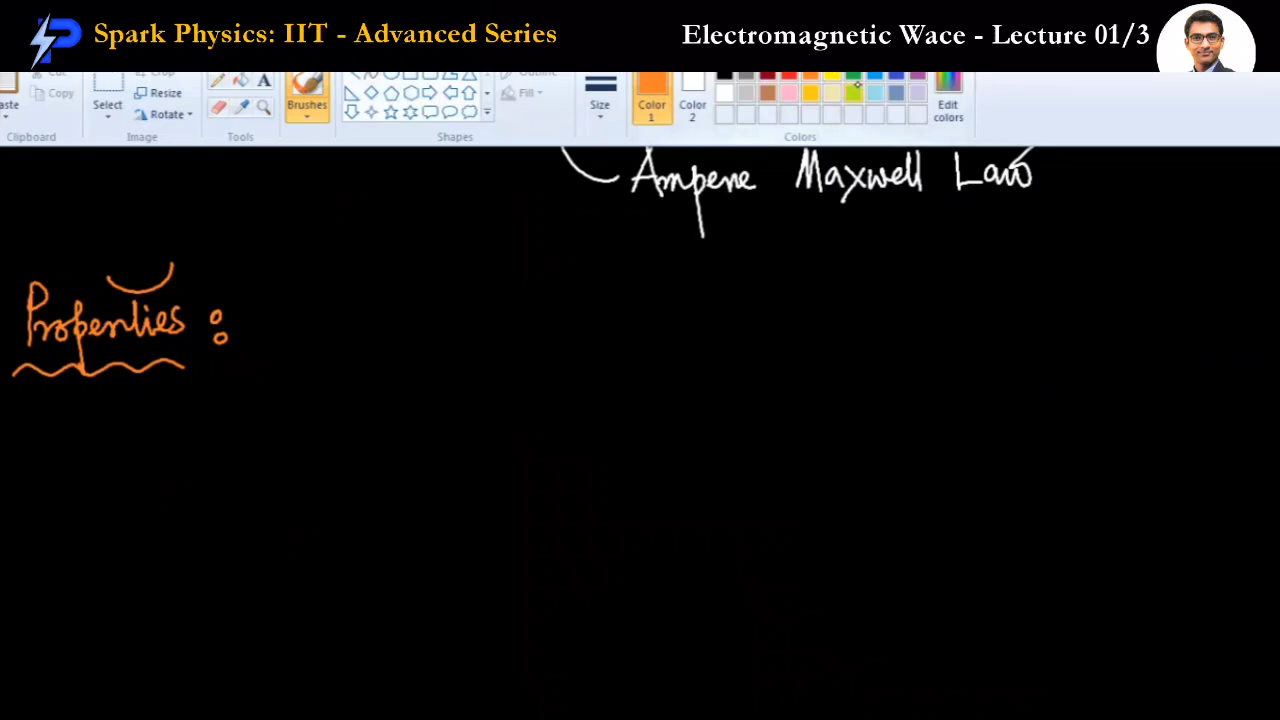 Spark Physics: IIT - Advanced Series
Electromagnetic Wace - Lecture 01/3
Cut
Crop
Outline
Copy
Select
Resize
Rotate
A
Brushes
Fill
Size
Color 1
Color 2
Edit colors
Clipboard
Image
Tools
Shapes
Colors
Ampere Maxwell Law
Properties :